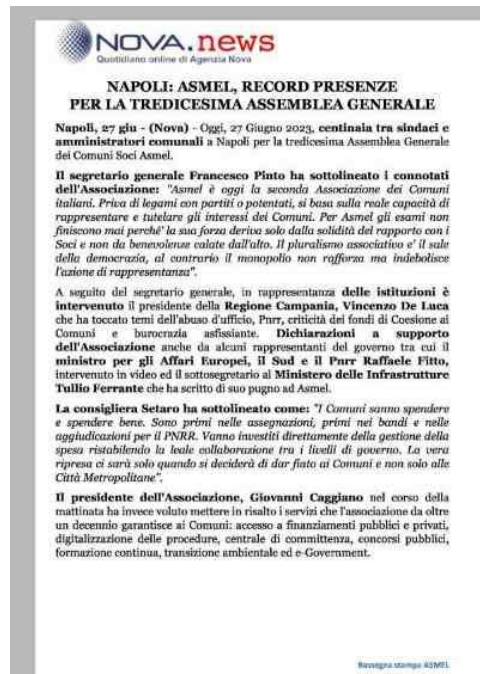 NOVA.news
Quotidiano online di Agenzia Nova
NAPOLI: ASMEL, RECORD PRESENZE
PER LA TREDICESIMA ASSEMBLEA GENERALE
Napoli, 27 giu - (Nova) - Oggi, 27 Giugno 2023, centinaia tra sindaci e
amministratori comunali a Napoli per la tredicesima Assemblea Generale
dei Comuni Soci Asmel.
Il segretario generale Francesco Pinto ha sottolineato i connotati
dell'Associazione: "Asmel è oggi la seconda Associazione dei Comuni
italiani. Priva di legami con partiti o potentati, si basa sulla reale capacità di
rappresentare e tutelare gli interessi dei Comuni. Per Asmel gli esami non
finiscono mai perché' la sua forza deriva solo dalla solidità del rapporto con i
Soci e non da benevolenze calate dall'alto. Il pluralismo associativo e' il sale
della democrazia, al contrario il monopolio non rafforza ma indebolisce
l'azione di rappresentanza".
A seguito del segretario generale, in rappresentanza delle istituzioni è
intervenuto il presidente della Regione Campania, Vincenzo De Luca
che ha toccato temi dell'abuso d'ufficio, Pnrr, criticità dei fondi di Coesione ai
Comuni e burocrazia asfissiante. Dichiarazioni a supporto
dell'Associazione anche da alcuni rappresentanti del governo tra cui il
ministro per gli Affari Europei, il Sud e il Pnrr Raffaele Fitto,
intervenuto in video ed il sottosegretario al Ministero delle Infrastrutture
Tullio Ferrante che ha scritto di suo pugno ad Asmel.
La consigliera Setaro ha sottolineato come: "I Comuni sanno spendere
e spendere bene. Sono primi nelle assegnazioni, primi nei bandi e nelle
aggiudicazioni per il PNRR. Vanno investiti direttamente della gestione della
spesa ristabilendo la leale collaborazione tra i livelli di governo. La vera
ripresa ci sarà solo quando si deciderà di dar fiato ai Comuni e non solo alle
Città Metropolitane".
Il presidente dell'Associazione, Giovanni Caggiano nel corso della
mattinata ha invece voluto mettere in risalto i servizi che l'associazione da oltre
un decennio garantisce ai Comuni: accesso a finanziamenti pubblici e privati,
digitalizzazione delle procedure, centrale di committenza, concorsi pubblici,
formazione continua, transizione ambientale ed e-Government.
Rassegna stampa ASMEL